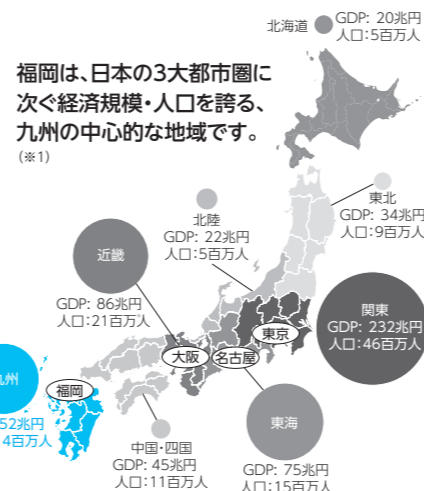 北海道
GDP: 20兆円
人口:5百万人
福岡は、日本の3大都市圏に
次ぐ経済規模・人口を誇る、
九州の中心的な地域です。
(※1)
東北
GDP: 34兆円
人口:9百万人
北陸
GDP: 22兆円
人口:5百万人
近畿
GDP: 86兆円
人口:21百万人
関東
GDP: 232兆円
人口:46百万人
東京
大阪
名古屋
福岡
九州
52兆円
4百万人
中国・四国
GDP: 45兆円
人口:11百万人
東海
GDP: 75兆円
人口:15百万人